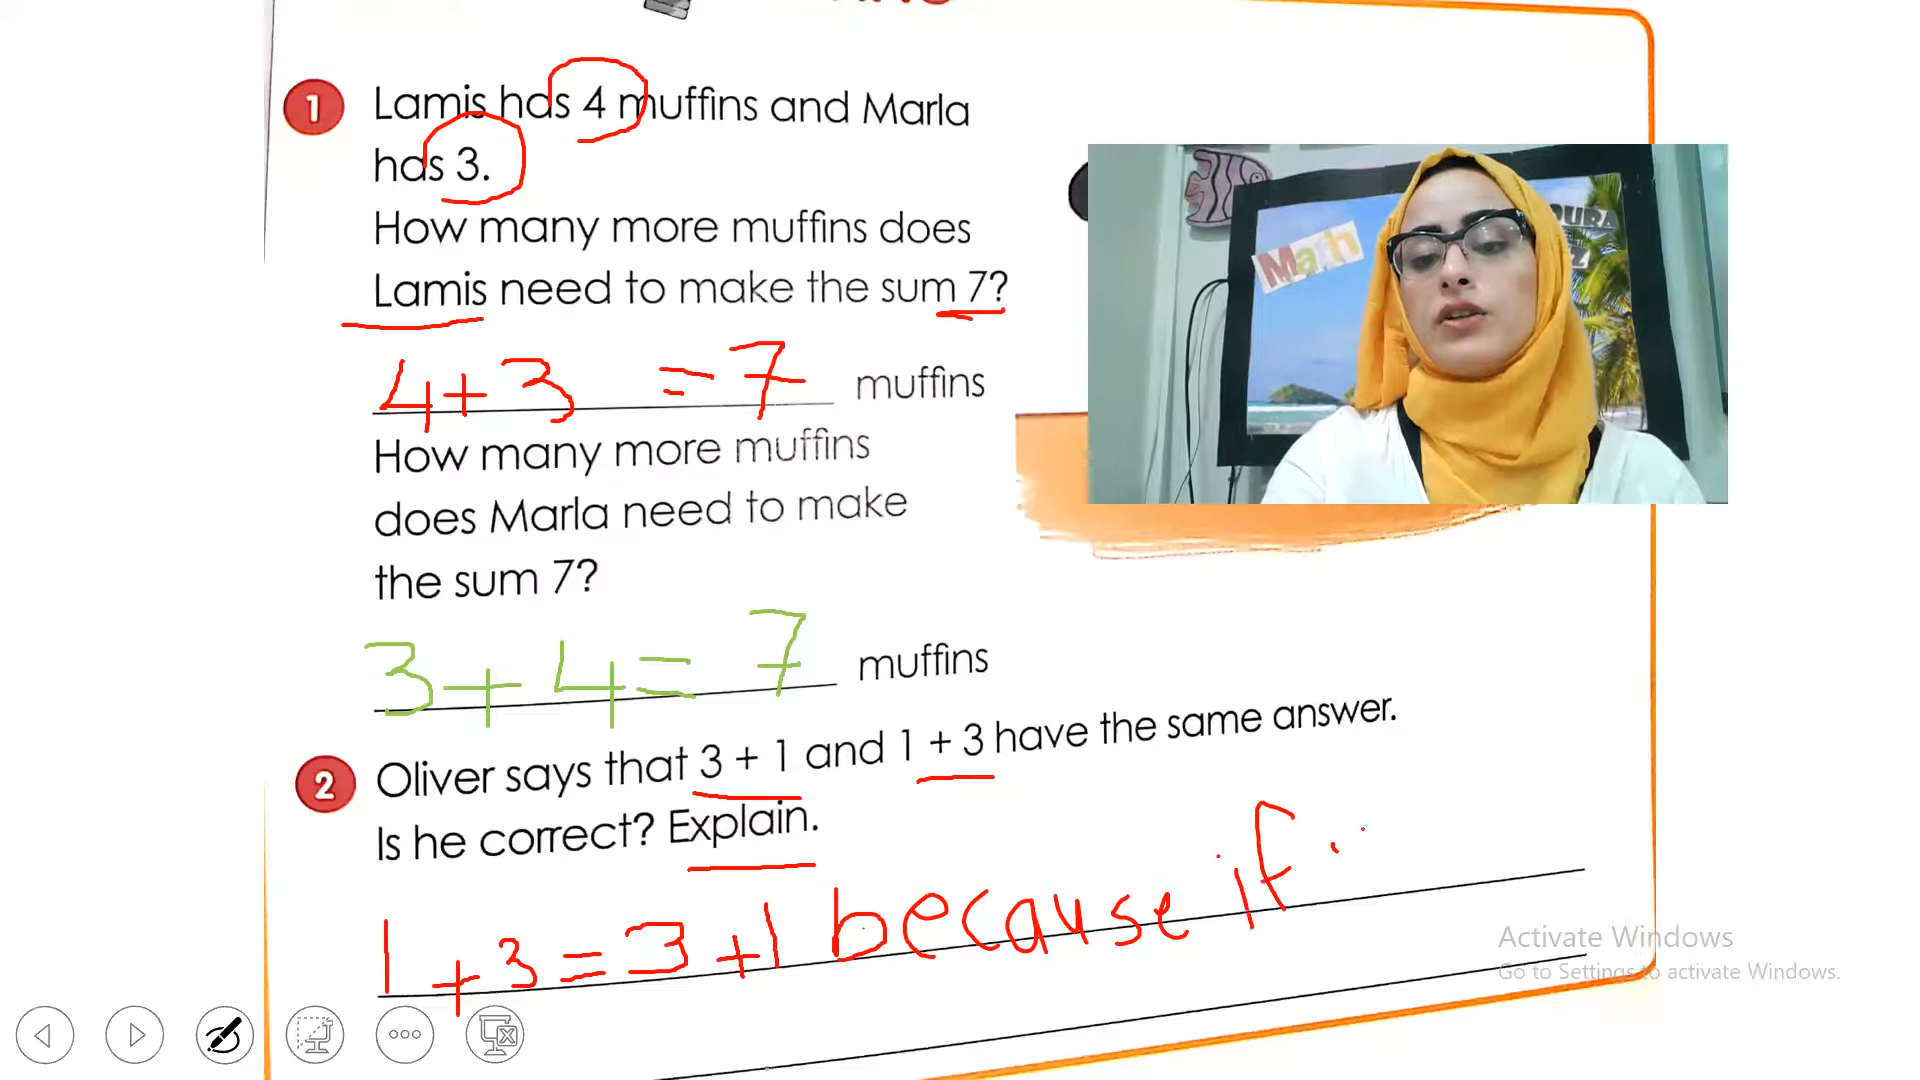 1 Lamis has 4 muffins and Marla
has 3.
How many more muffins does
Lamis need to make the sum 7?
4+3 =7 muffins
How many more muffins
does Marla need to make
the sum 7?
3+4= 7 muffins
2 Oliver says that 3 + 1 and 1 + 3 have the same answer.
Is he correct? Explain.
1+3=3+1 because if
Math
Activate Windows
Go to Settings to activate Windows.